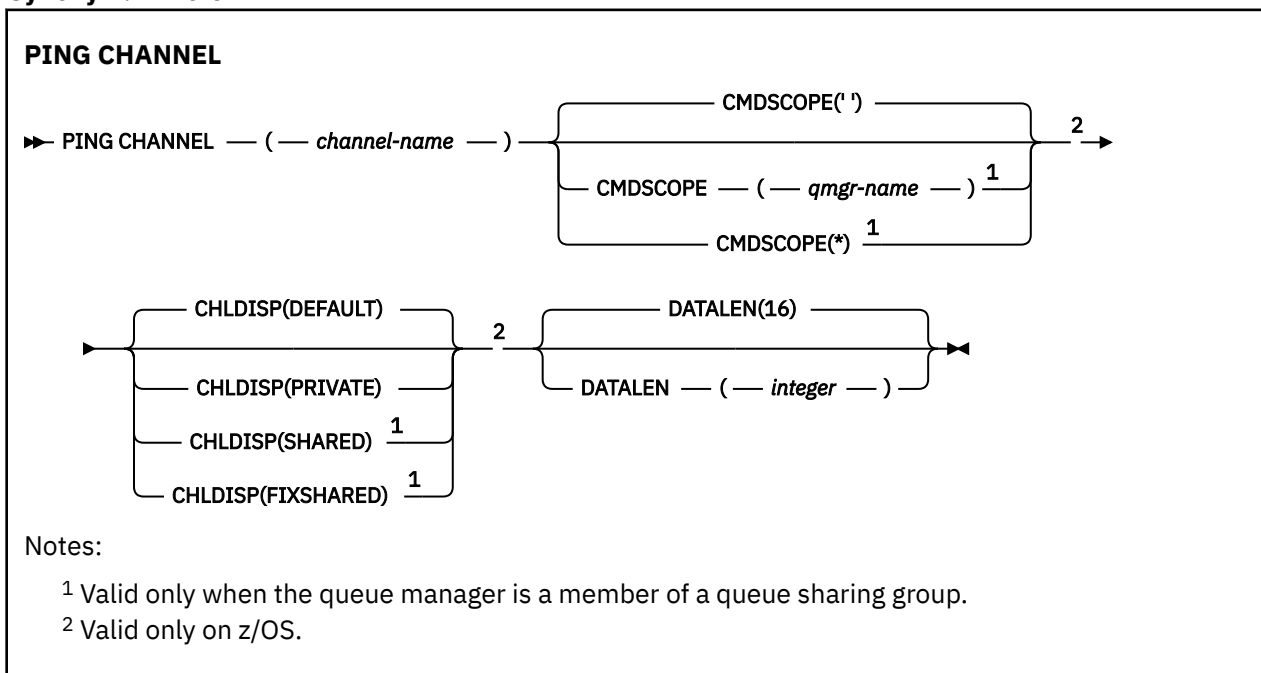 PING CHANNEL
CMDSCOPE(' ')
PING CHANNEL ( channel-name ) 2
CMDSCOPE ( qmgr-name ) 1
CMDSCOPE(*) 1
CHLDISP(DEFAULT) DATALEN(16)
2
CHLDISP(PRIVATE) DATALEN ( integer )
CHLDISP(SHARED) 1
CHLDISP(FIXSHARED) 1
Notes:
1 Valid only when the queue manager is a member of a queue sharing group.
2 Valid only on z/OS.